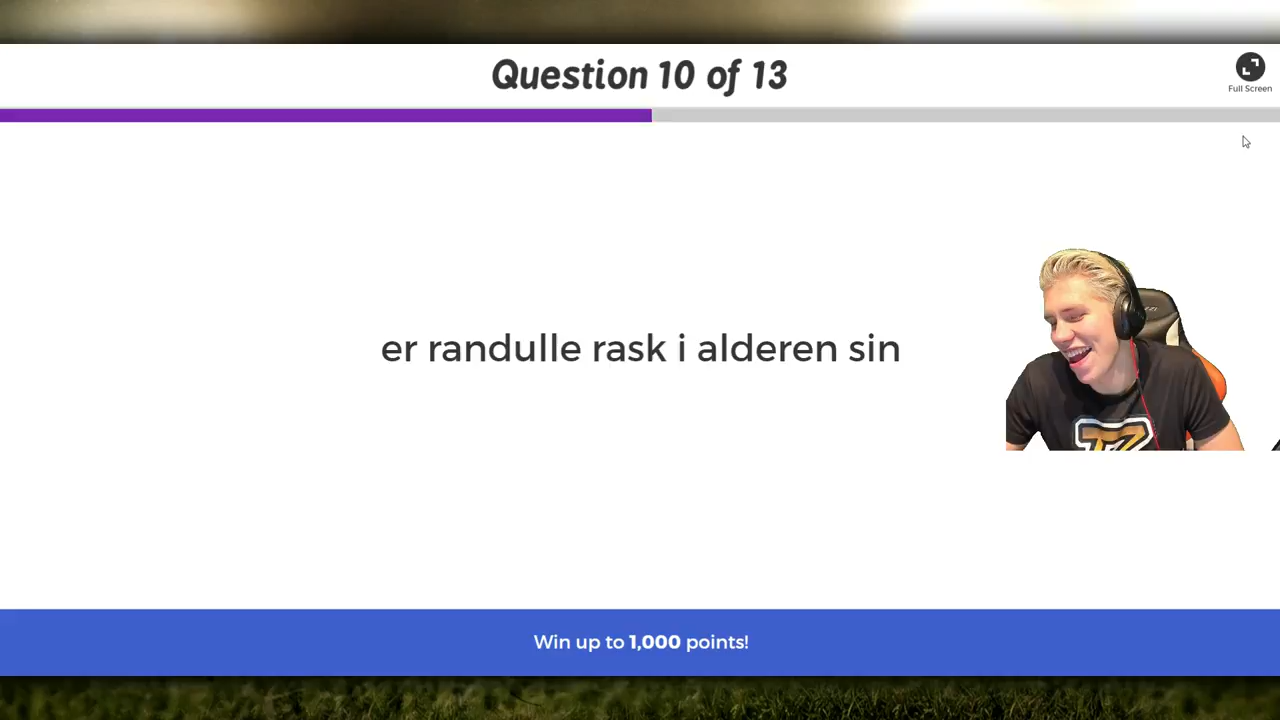 Question 10 of 13
Full Screen
er randulle rask i alderen sin
Win up to 1,000 points!